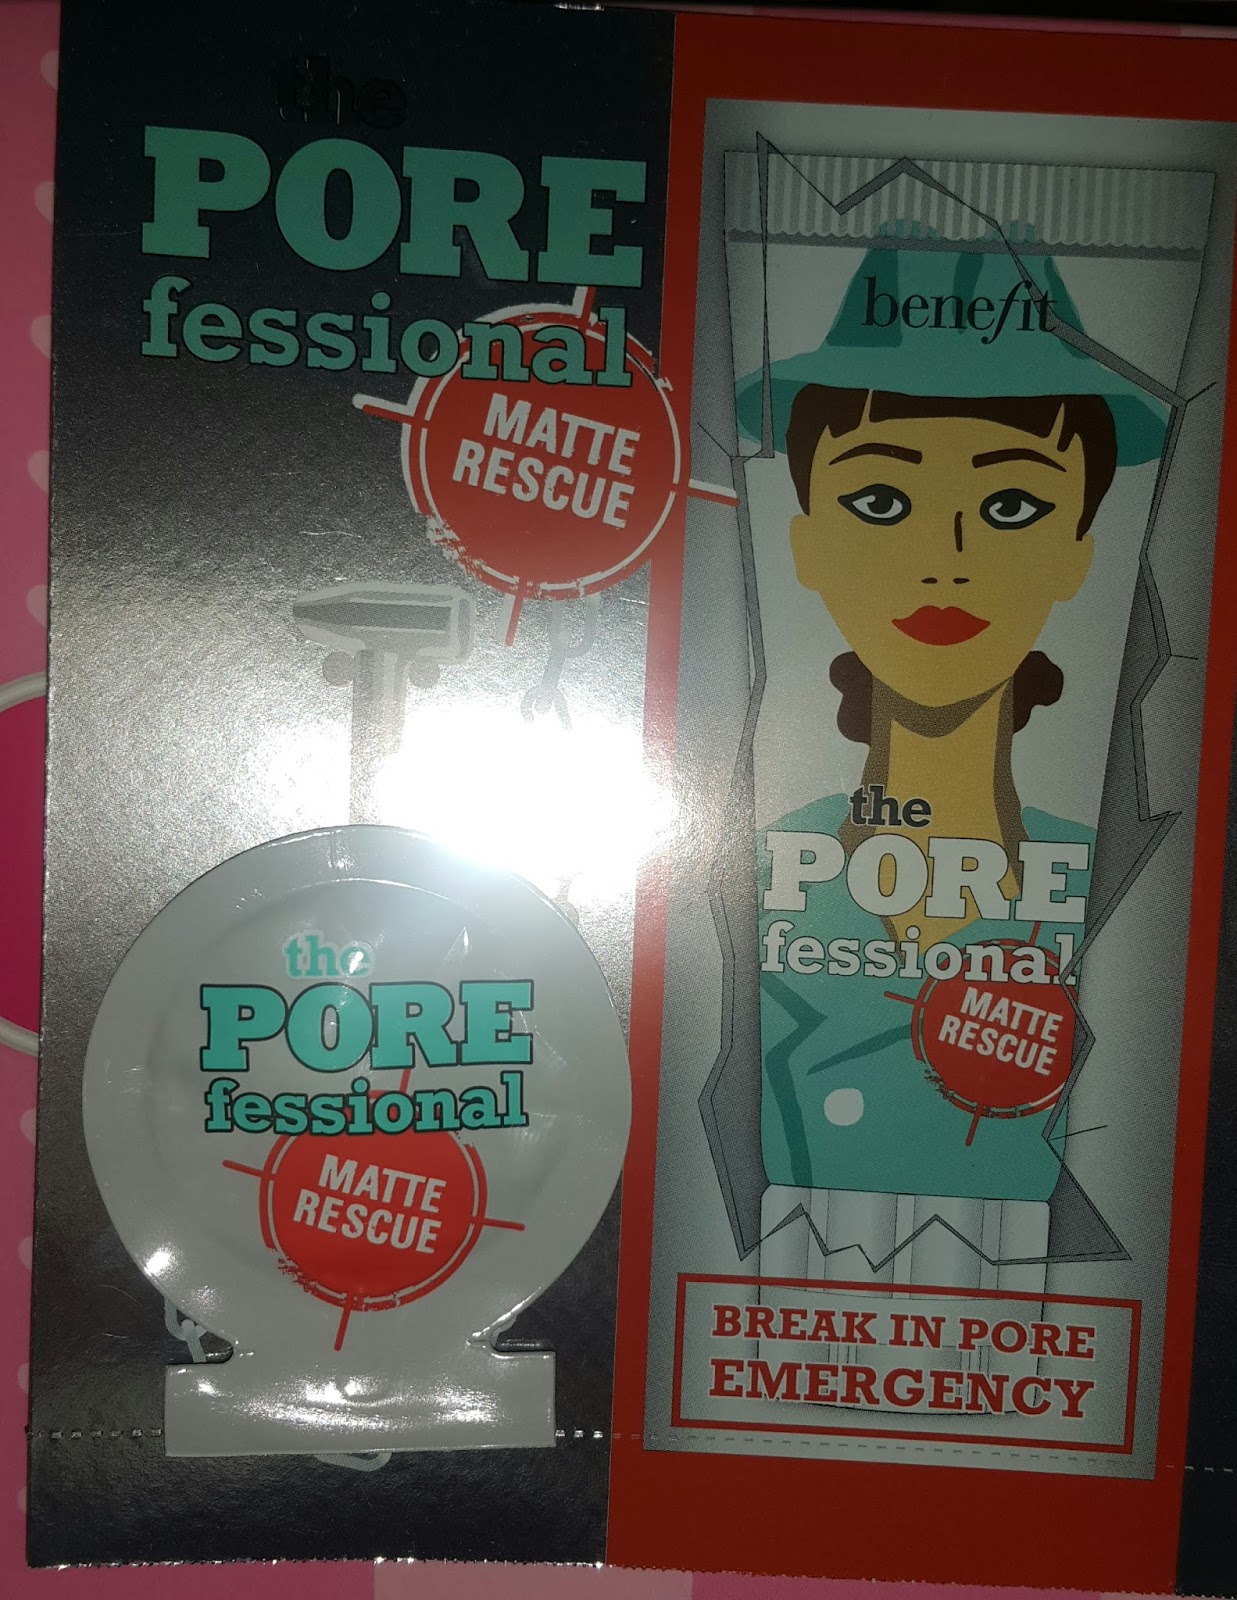 the
PORE
fessional
MATTE
RESCUE
the
PORE
fessional
MATTE
RESCUE
benefit
the
PORE
fessional
MATTE
RESCUE
BREAK IN PORE
EMERGENCY